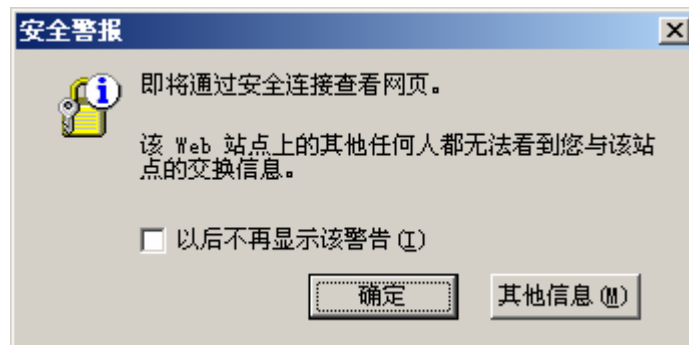 安全警报
即将通过安全连接查看网页。
该 Web 站点上的其他任何人都无法看到您与该站
点的交换信息。
以后不再显示该警告(I)
确定
其他信息(M)